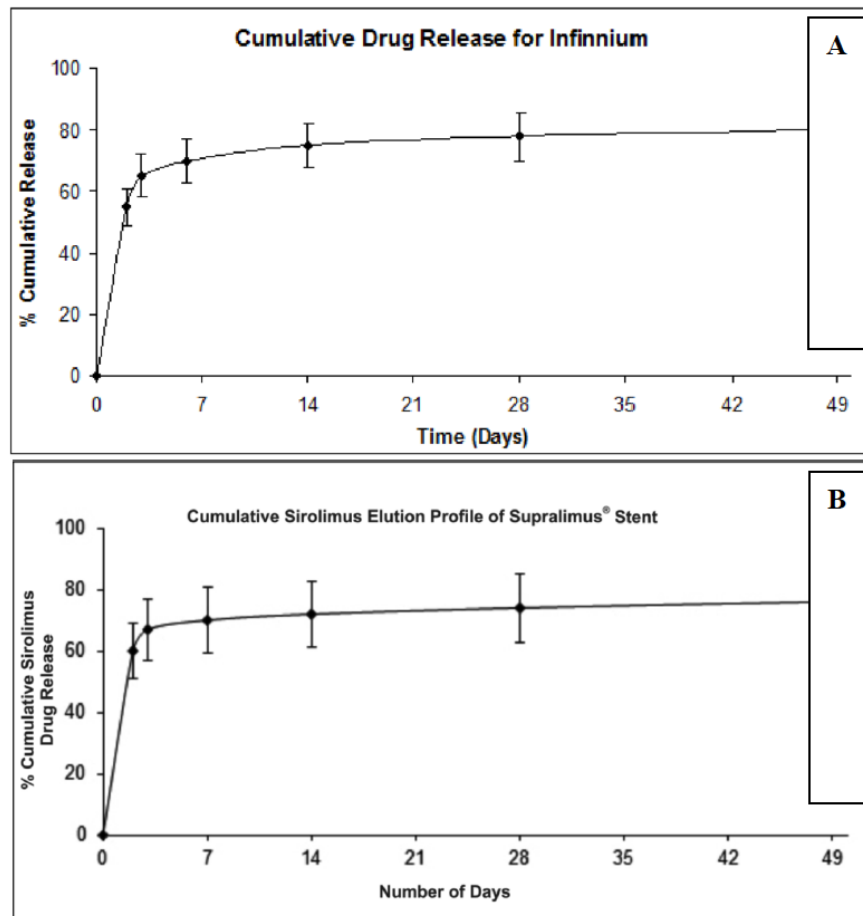 Cumulative Drug Release for Infinnium
A
% Cumulative Release
100
80
60
40
20
0
0 7 14 21 28 35 42 49
Time (Days)
B
Cumulative Sirolimus Elution Profile of Supralimus® Stent
% Cumulative Sirolimus
Drug Release
100
80
60
40
20
0
0 7 14 21 28 35 42 49
Number of Days